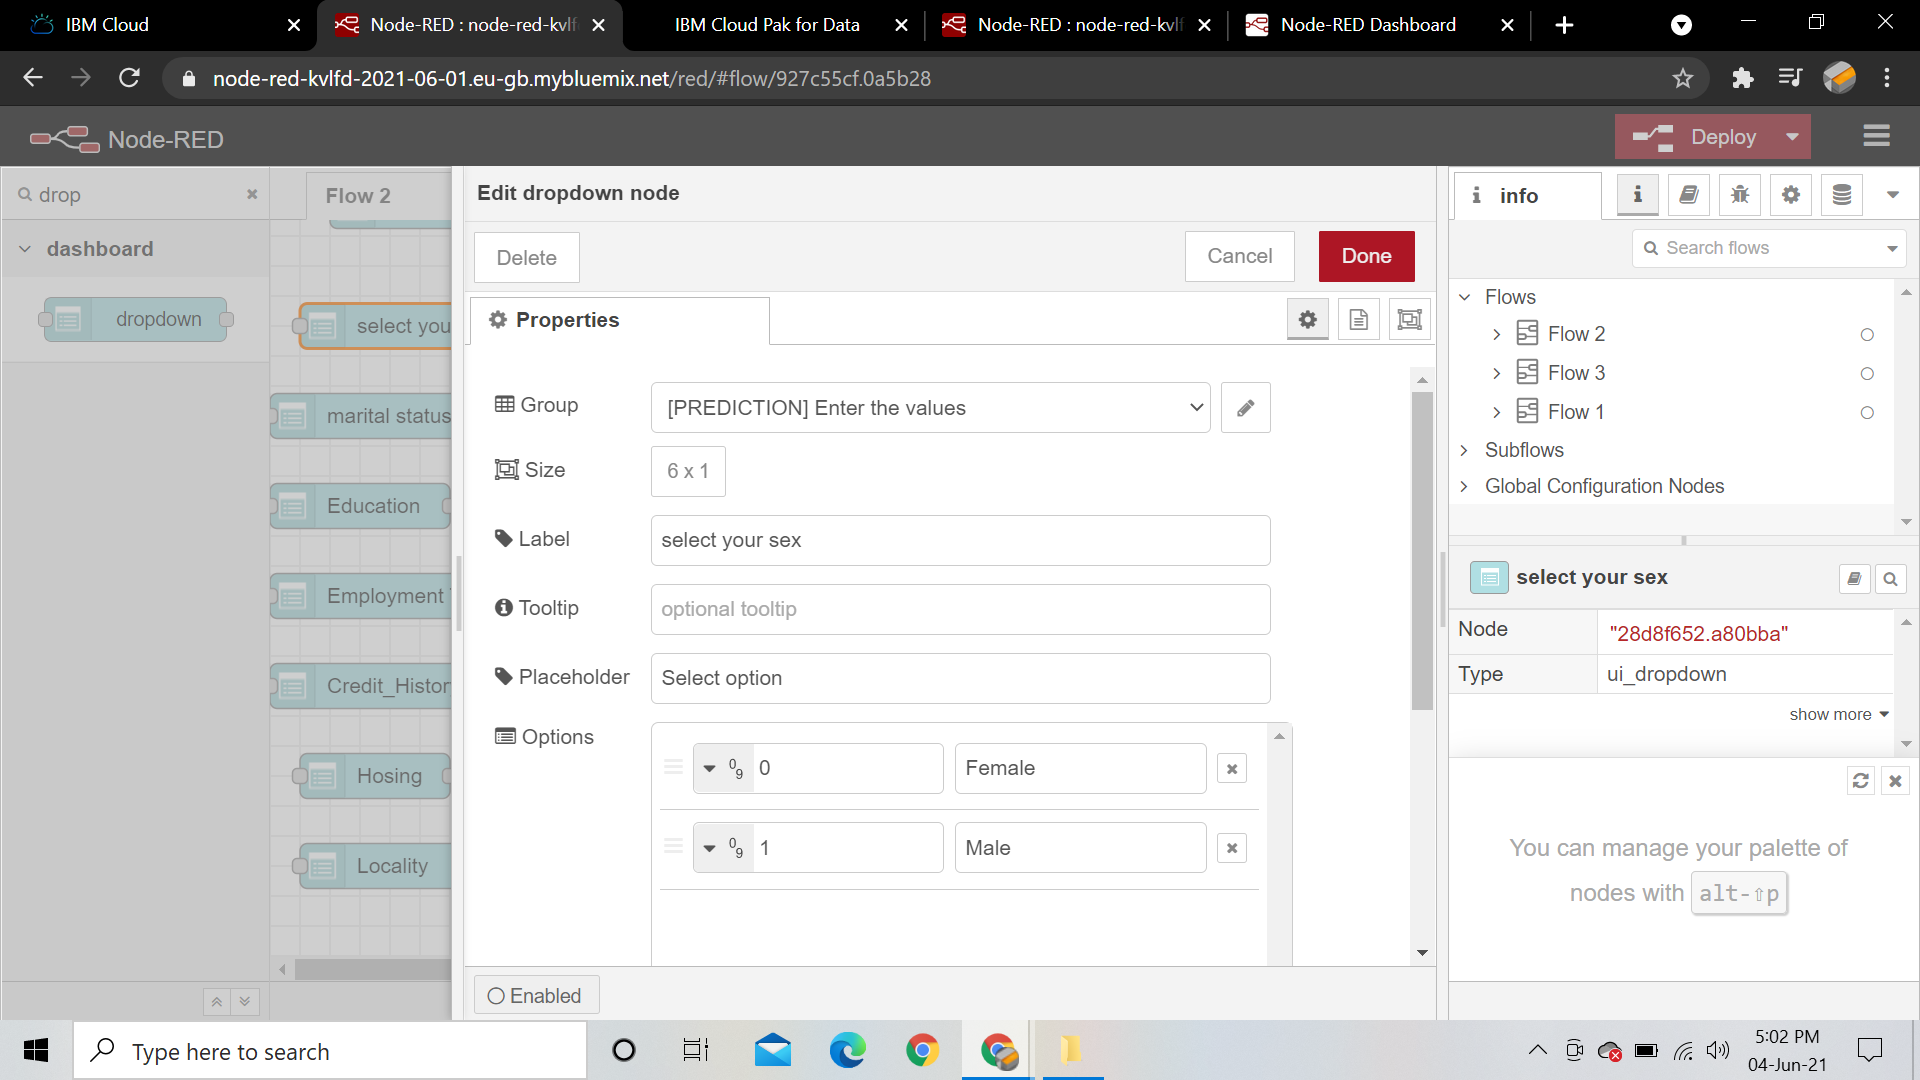 IBM Cloud
Node-RED : node-red-kvlf
IBM Cloud Pak for Data
Node-RED : node-red-kvlf
Node-RED Dashboard
node-red-kvlfd-2021-06-01.eu-gb.mybluemix.net/red/#flow/927c55cf.0a5b28
Node-RED
Deploy
drop
dashboard
dropdown
Flow 2
select you
marital status
Education
Employment
Credit_Histor
Hosing
Locality
Edit dropdown node
Delete
Cancel
Done
Properties
Group
[PREDICTION] Enter the values
Size
6 x 1
Label
select your sex
Tooltip
optional tooltip
Placeholder
Select option
Options
0 Female
1 Male
Enabled
info
Search flows
Flows
Flow 2
Flow 3
Flow 1
Subflows
Global Configuration Nodes
select your sex
Node "28d8f652.a80bba"
Type ui_dropdown
show more
You can manage your palette of
nodes with alt-⇧p
Type here to search
5:02 PM
04-Jun-21